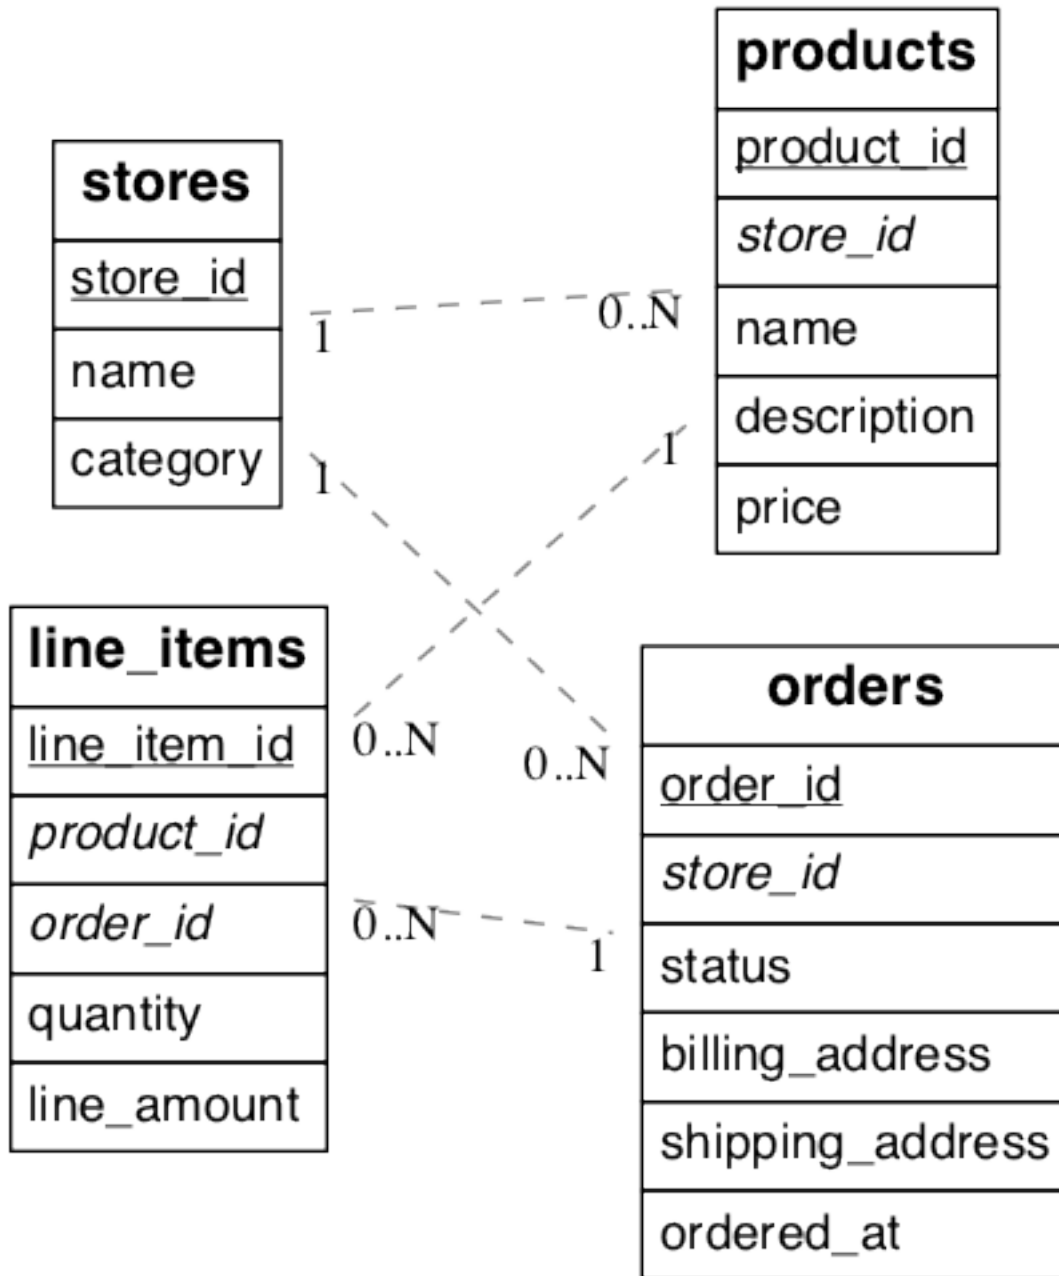 products
product_id
store_id
name
description
price
stores
store_id
name
category
1
0..N
1
1
0..N
0..N
line_items
line_item_id
product_id
order_id
quantity
line_amount
0..N
1
orders
order_id
store_id
status
billing_address
shipping_address
ordered_at